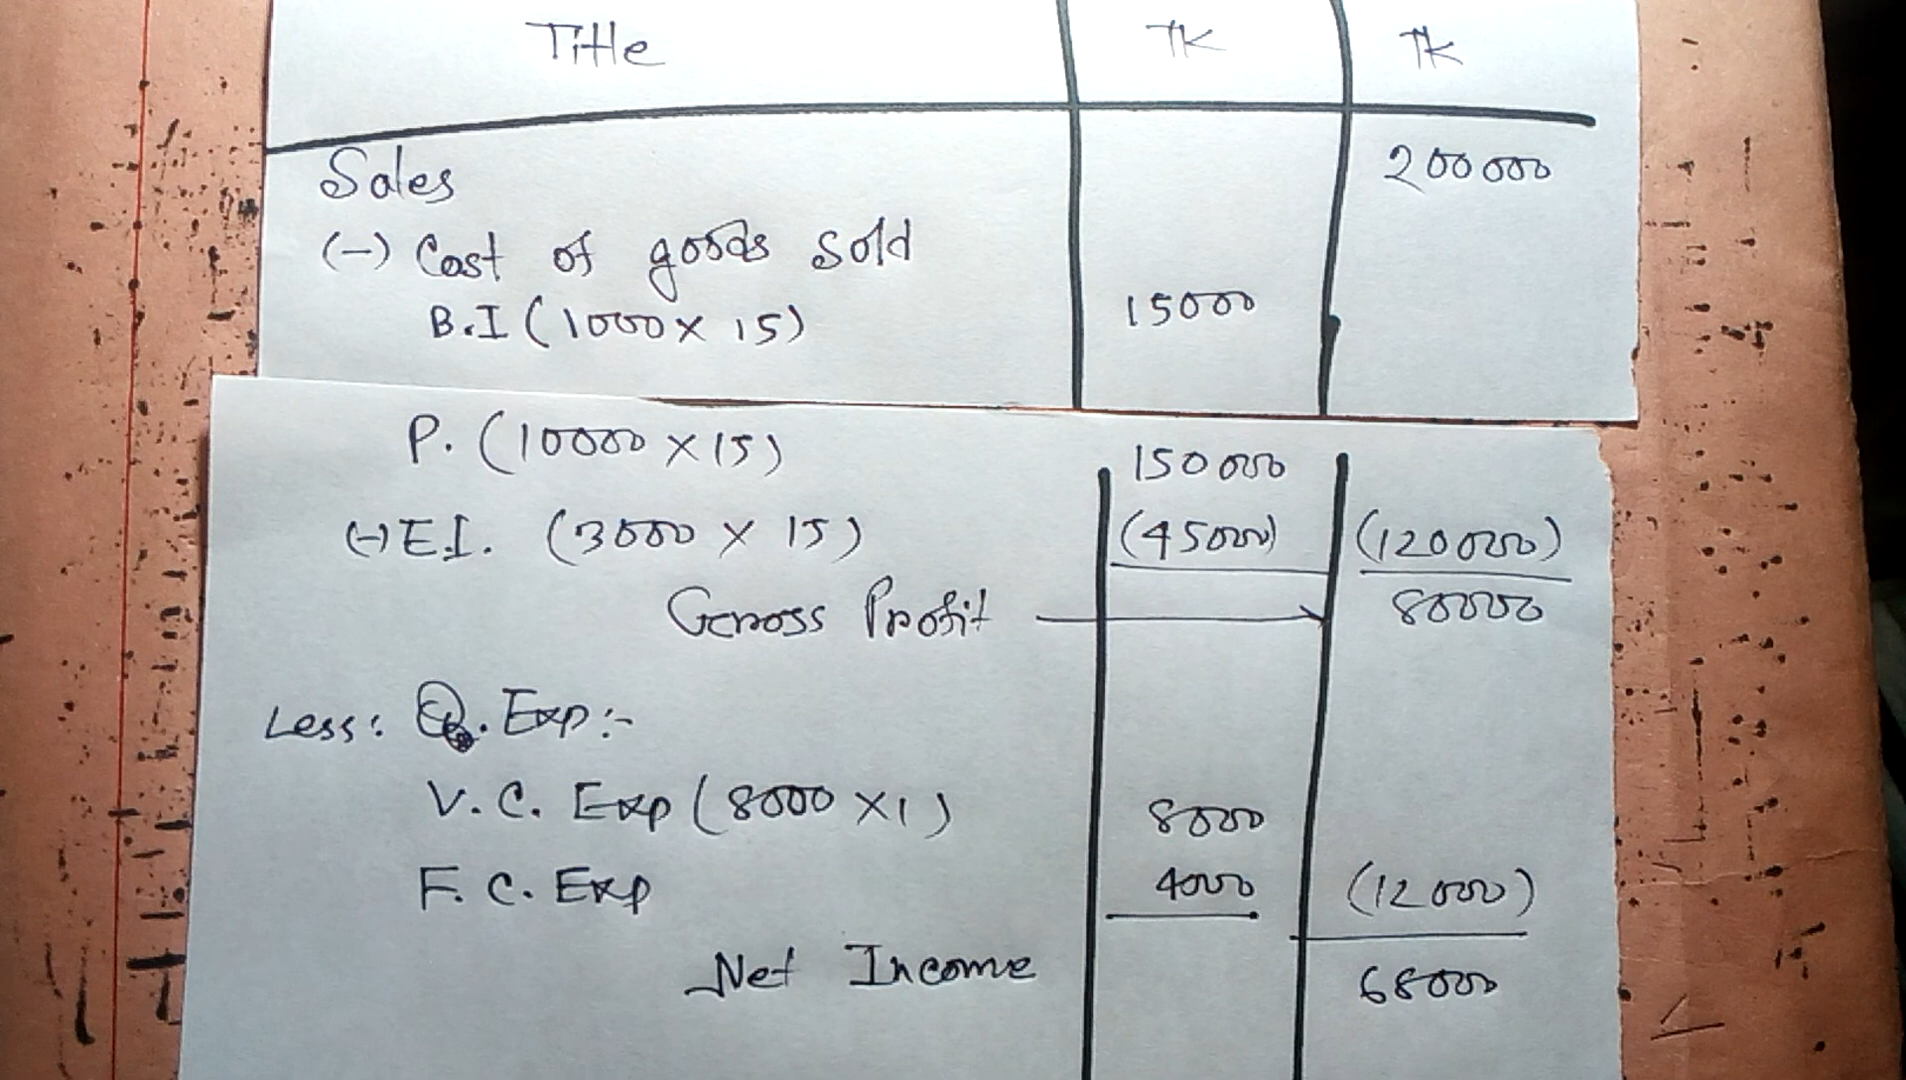 Title TK TK
Sales 200000
(-) Cost of goods sold
B.I (1000 x 15) 15000
P. (10000 x 15) 150000
(-) E.I. (3000 x 15) (45000) (120000)
Gross Profit → 80000
Less: O. Exp:-
V.C. Exp (8000 x 1) 8000
F.C. Exp 4000 (12000)
Net Income 68000